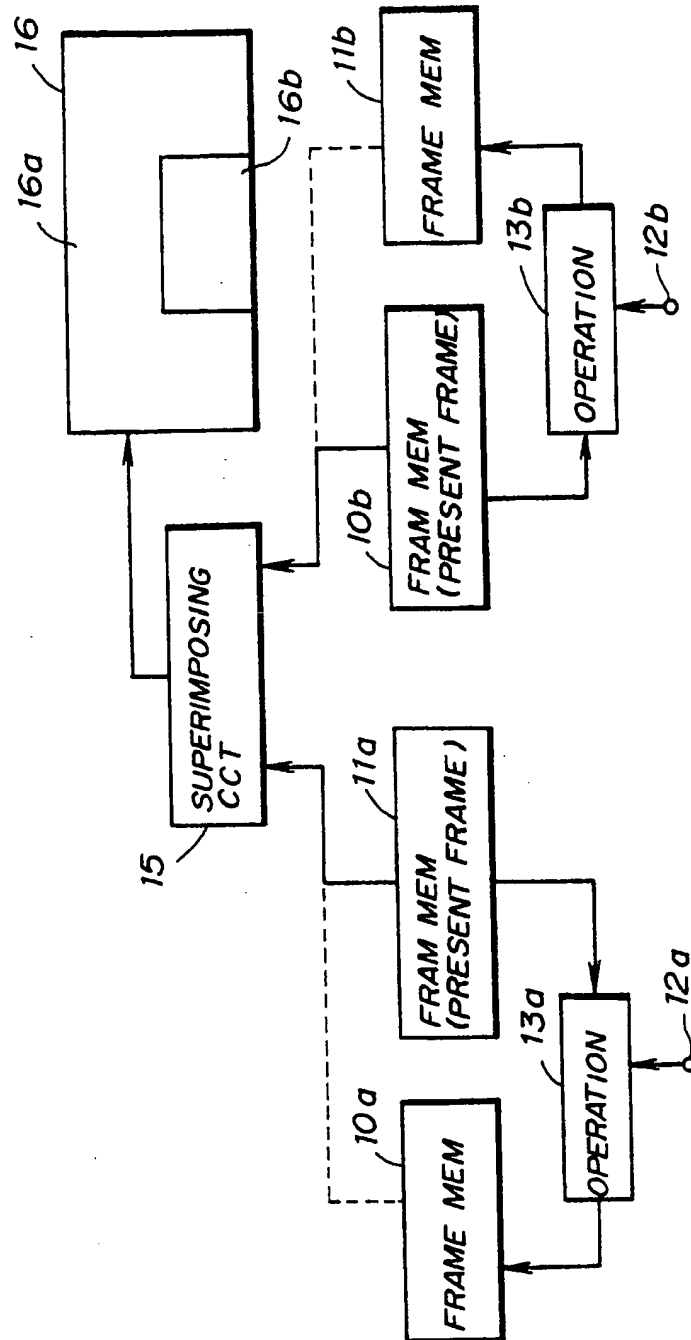 16a
16
16b
SUPERIMPOSING
CCT
15
10a
FRAME MEM
11a
FRAM MEM
(PRESENT FRAME)
10b
FRAM MEM
(PRESENT FRAME)
11b
FRAME MEM
13a
OPERATION
12a
13b
OPERATION
12b